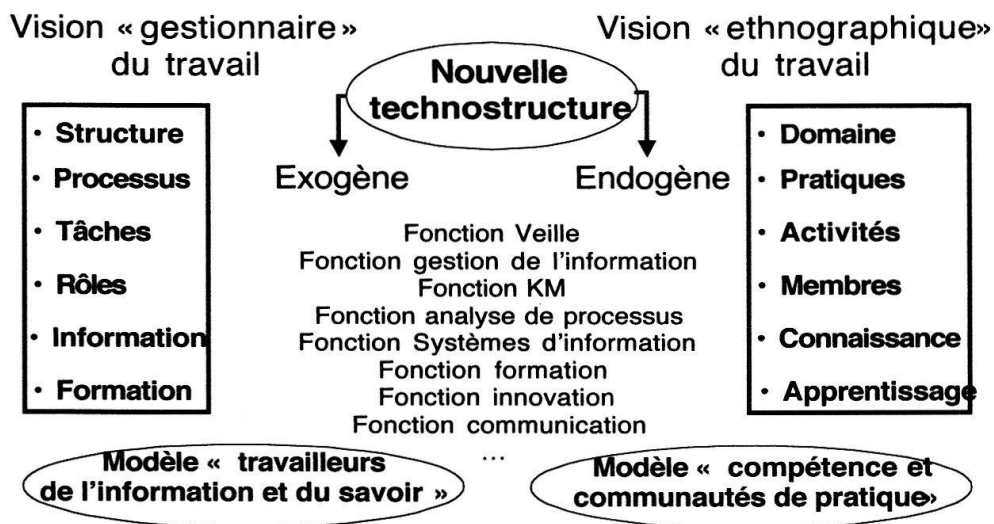 Vision « gestionnaire »
du travail
Nouvelle
technostructure
Vision « ethnographique»
du travail
Exogène
Endogène
• Structure
• Processus
• Tâches
• Rôles
• Information
• Formation
Fonction Veille
Fonction gestion de l'information
Fonction KM
Fonction analyse de processus
Fonction Systèmes d'information
Fonction formation
Fonction innovation
Fonction communication
...
• Domaine
• Pratiques
• Activités
• Membres
• Connaissance
• Apprentissage
Modèle « travailleurs
de l'information et du savoir »
Modèle « compétence et
communautés de pratique»